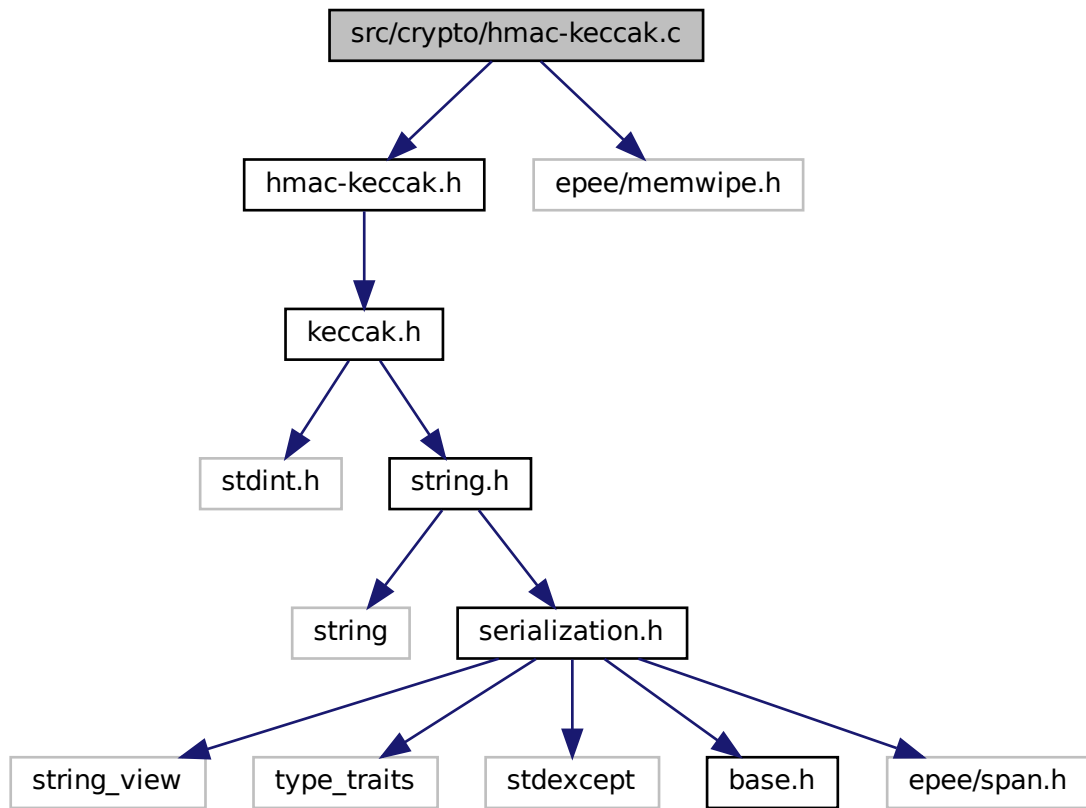 src/crypto/hmac-keccak.c
hmac-keccak.h
epee/memwipe.h
keccak.h
stdint.h
string.h
string
serialization.h
string_view
type_traits
stdexcept
base.h
epee/span.h